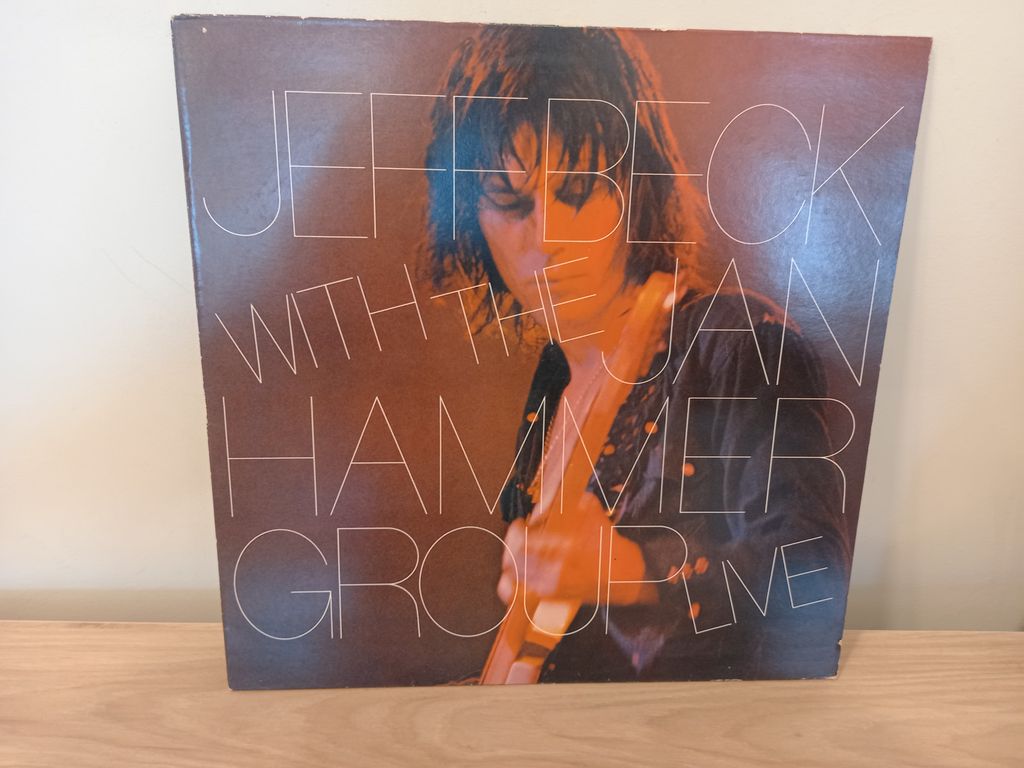 JEFF BECK
WITH THE JAN
HAMMER
GROUP LIVE